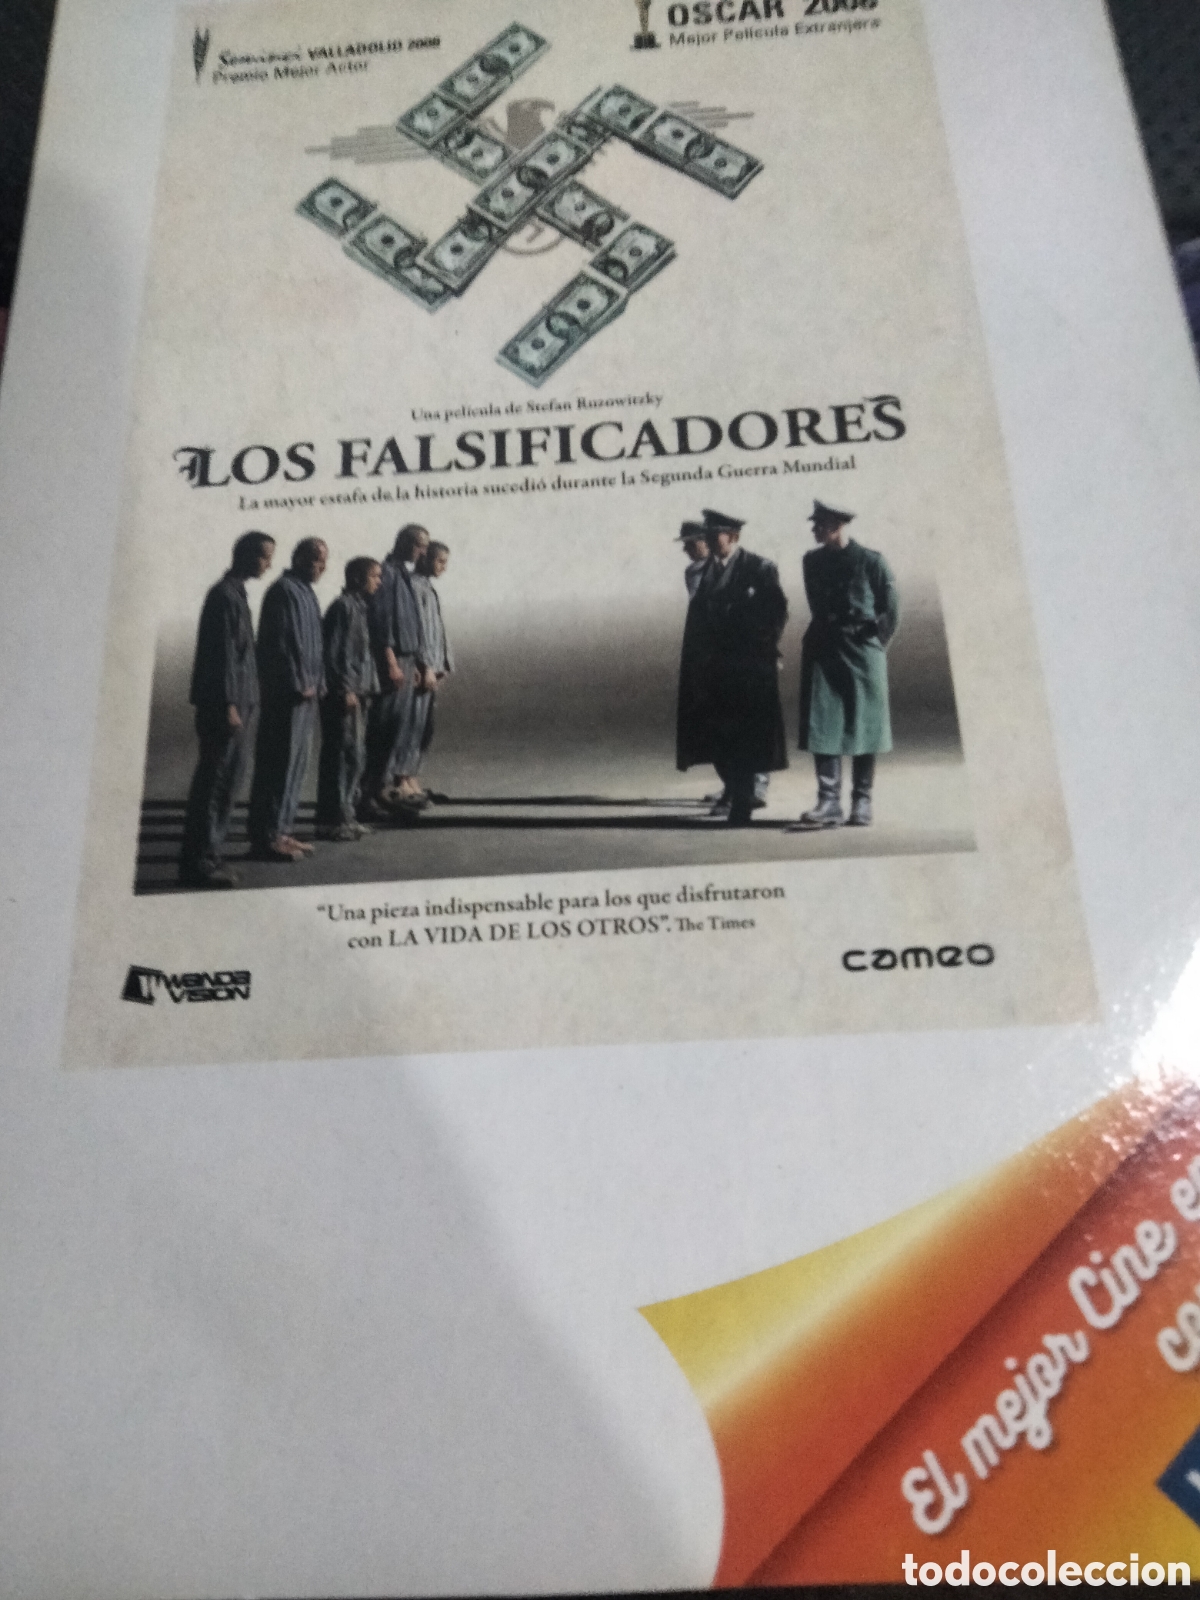 Seminci VALLADOLID 2008
Premio Mejor Actor
OSCAR 2008
Mejor Película Extranjera
Una película de Stefan Ruzowitzky
LOS FALSIFICADORES
La mayor estafa de la historia sucedió durante la Segunda Guerra Mundial
“Una pieza indispensable para los que disfrutaron
con LA VIDA DE LOS OTROS”. The Times
WANDA
VISION
cameo
El mejor Cine
todocoleccion